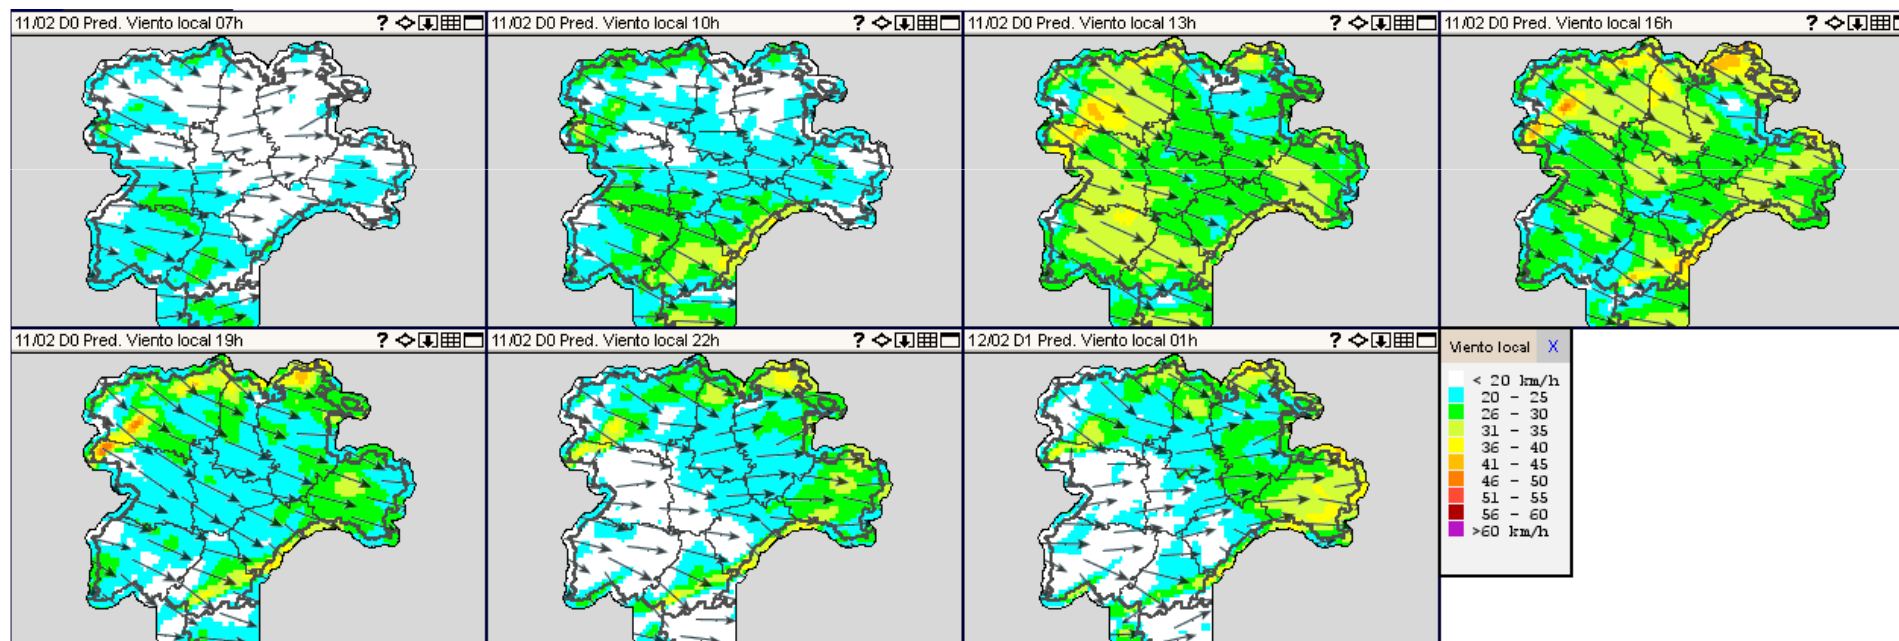 11/02 D0 Pred. Viento local 07h ?
11/02 D0 Pred. Viento local 10h ?
11/02 D0 Pred. Viento local 13h ?
11/02 D0 Pred. Viento local 16h ?
11/02 D0 Pred. Viento local 19h ?
11/02 D0 Pred. Viento local 22h ?
12/02 D1 Pred. Viento local 01h ?
Viento local X
< 20 km/h
20 - 25
26 - 30
31 - 35
36 - 40
41 - 45
46 - 50
51 - 55
56 - 60
>60 km/h